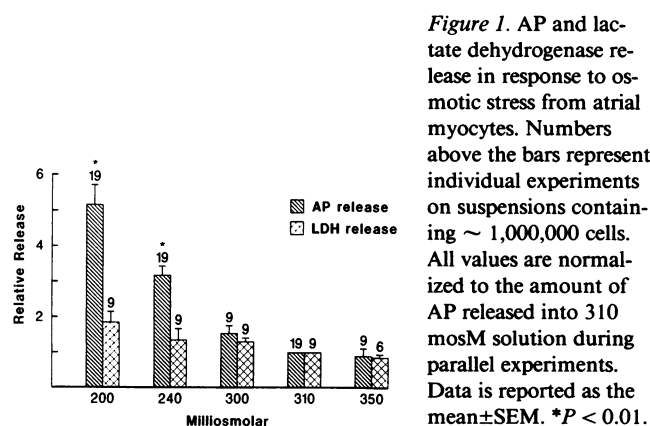 Figure 1. AP and lac-
tate dehydrogenase re-
lease in response to os-
motic stress from atrial
myocytes. Numbers
above the bars represent
individual experiments
on suspensions contain-
ing ~ 1,000,000 cells.
All values are normal-
ized to the amount of
AP released into 310
mosM solution during
parallel experiments.
Data is reported as the
mean±SEM. *P < 0.01.
Relative Release
6
4
2
* *
19 9 19 9 9 9 19 9 9 6
AP release
LDH release
200 240 300 310 350
Milliosmolar